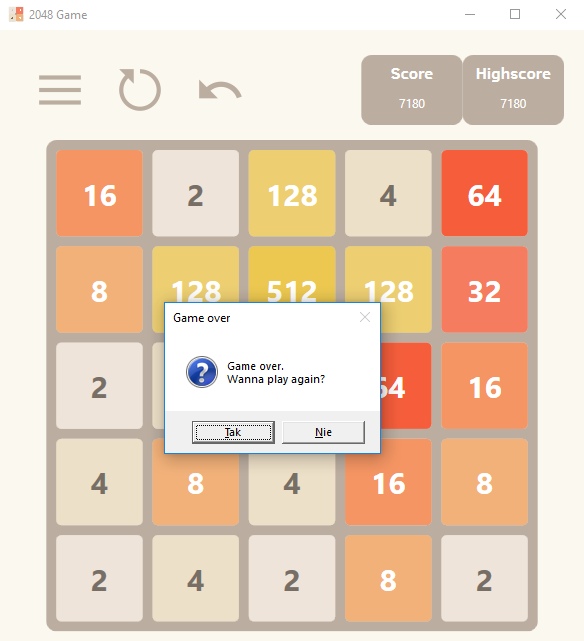 2048 Game
Score Highscore
7180 7180
16 2 128 4 64
8 128 512 128 32
Game over
2 64 16
Game over.
Wanna play again?
Tak Nie
4 8 4 16 8
2 4 2 8 2